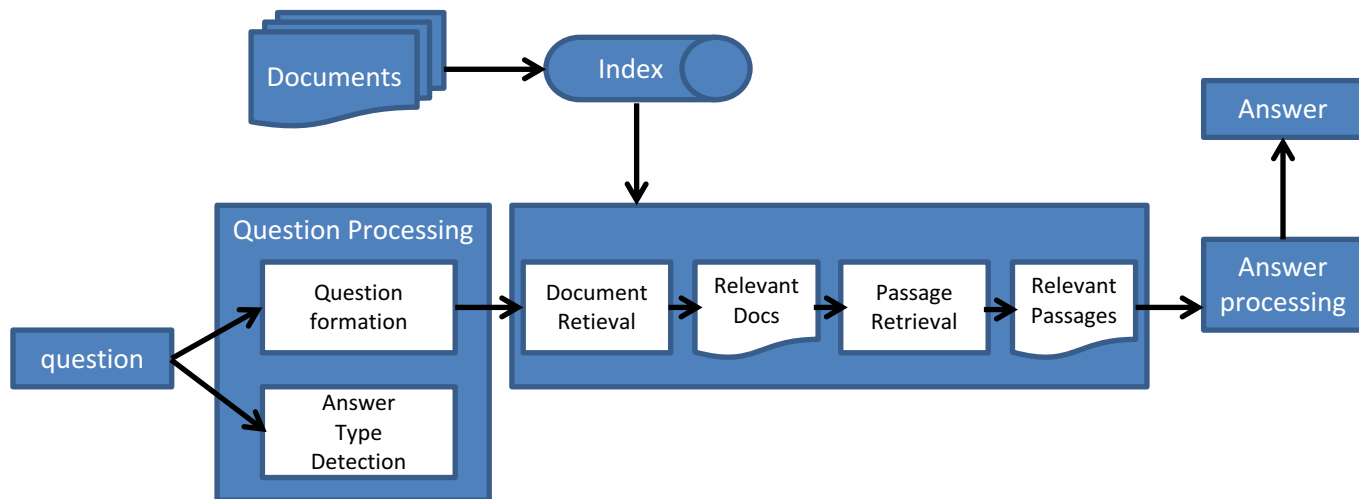 Documents
Index
Answer
Question Processing
Question
formation
Document
Retieval
Relevant
Docs
Passage
Retrieval
Relevant
Passages
Answer
processing
question
Answer
Type
Detection